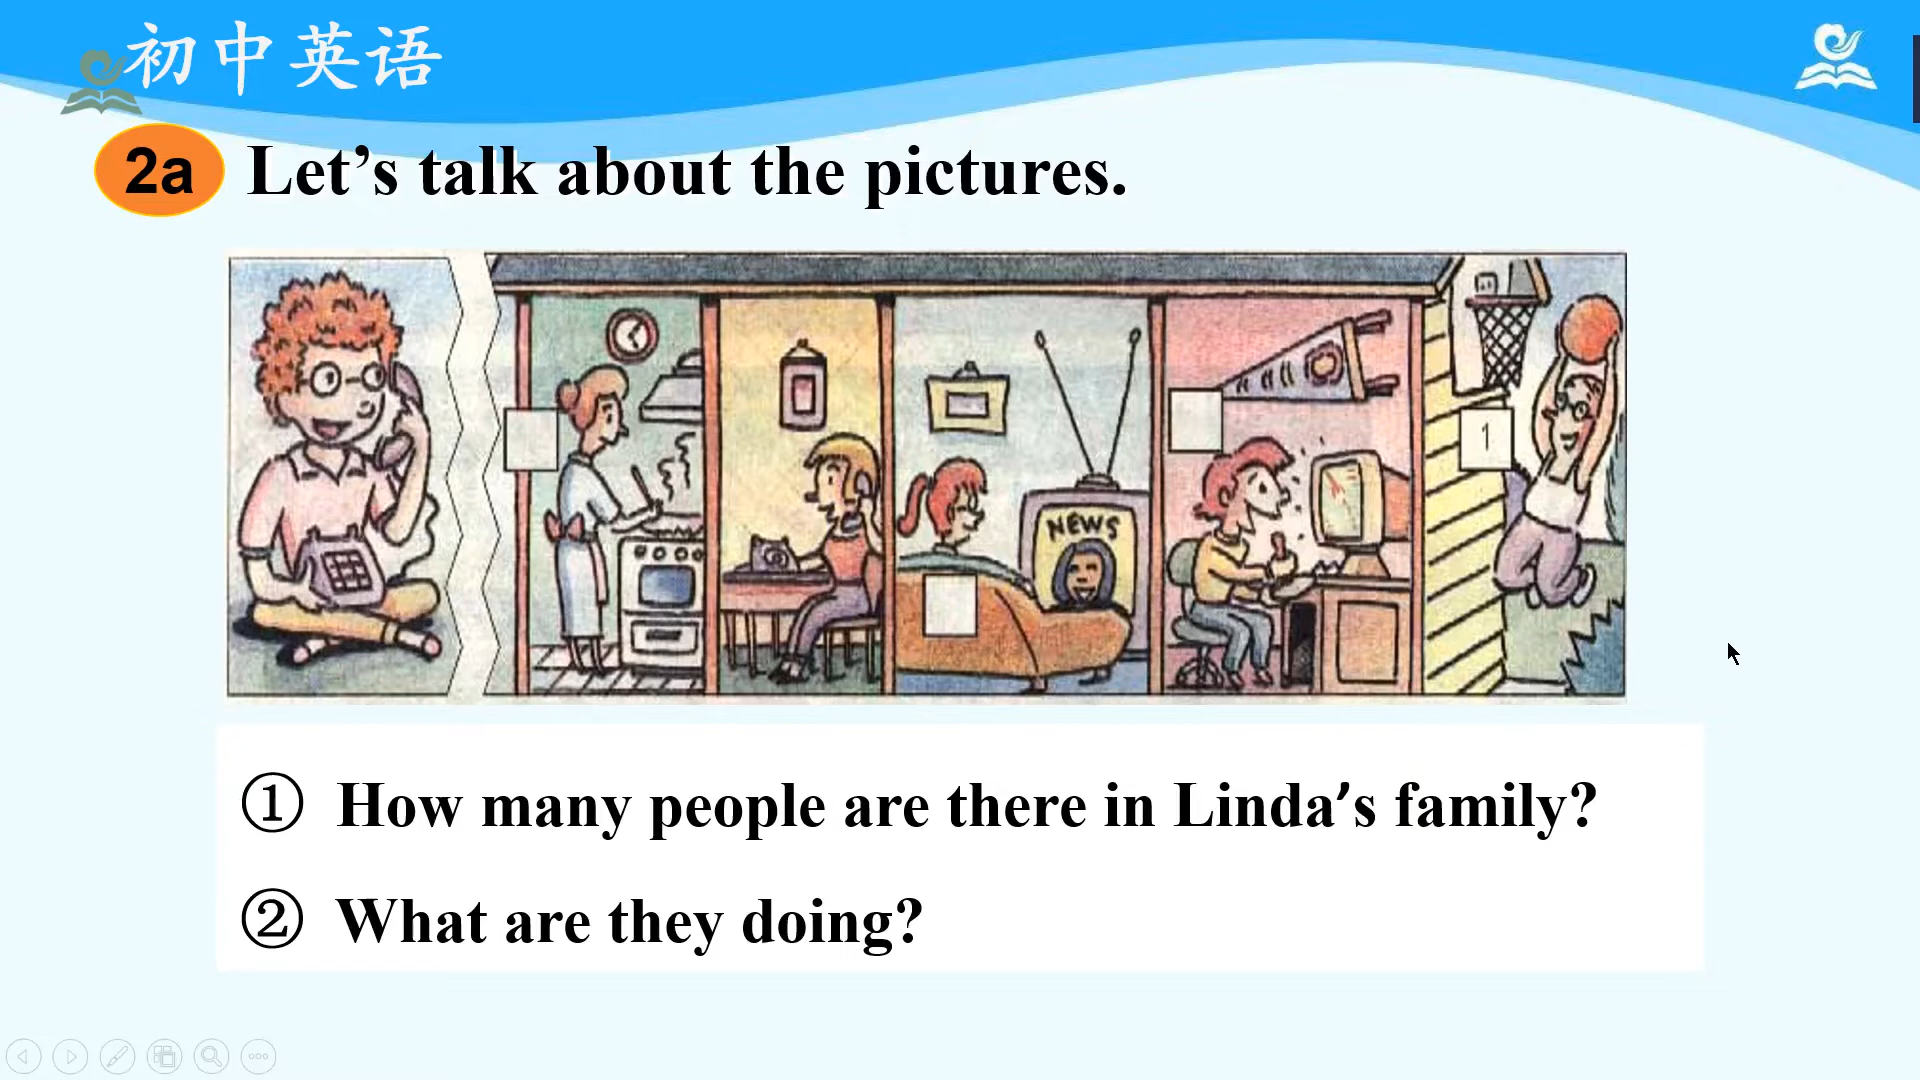 初中英语
2a Let’s talk about the pictures.
NEWS
1
① How many people are there in Linda’s family?
② What are they doing?